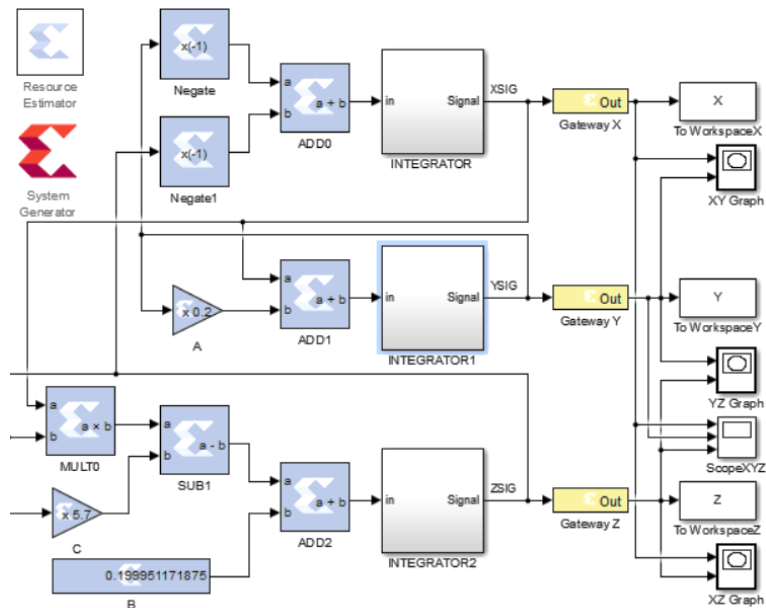 Resource
Estimator
System
Generator
x(-1)
Negate
x(-1)
Negate1
a
b
a + b
ADD0
in
Signal
INTEGRATOR
XSIG
Out
Gateway X
X
To WorkspaceX
XY Graph
x 0.2
A
a
b
a + b
ADD1
in
Signal
INTEGRATOR1
YSIG
Out
Gateway Y
Y
To WorkspaceY
YZ Graph
a
b
a × b
MULT0
a
b
a - b
SUB1
x 5.7
C
0.199951171875
B
a
b
a + b
ADD2
in
Signal
INTEGRATOR2
ZSIG
Out
Gateway Z
ScopeXYZ
Z
To WorkspaceZ
XZ Graph